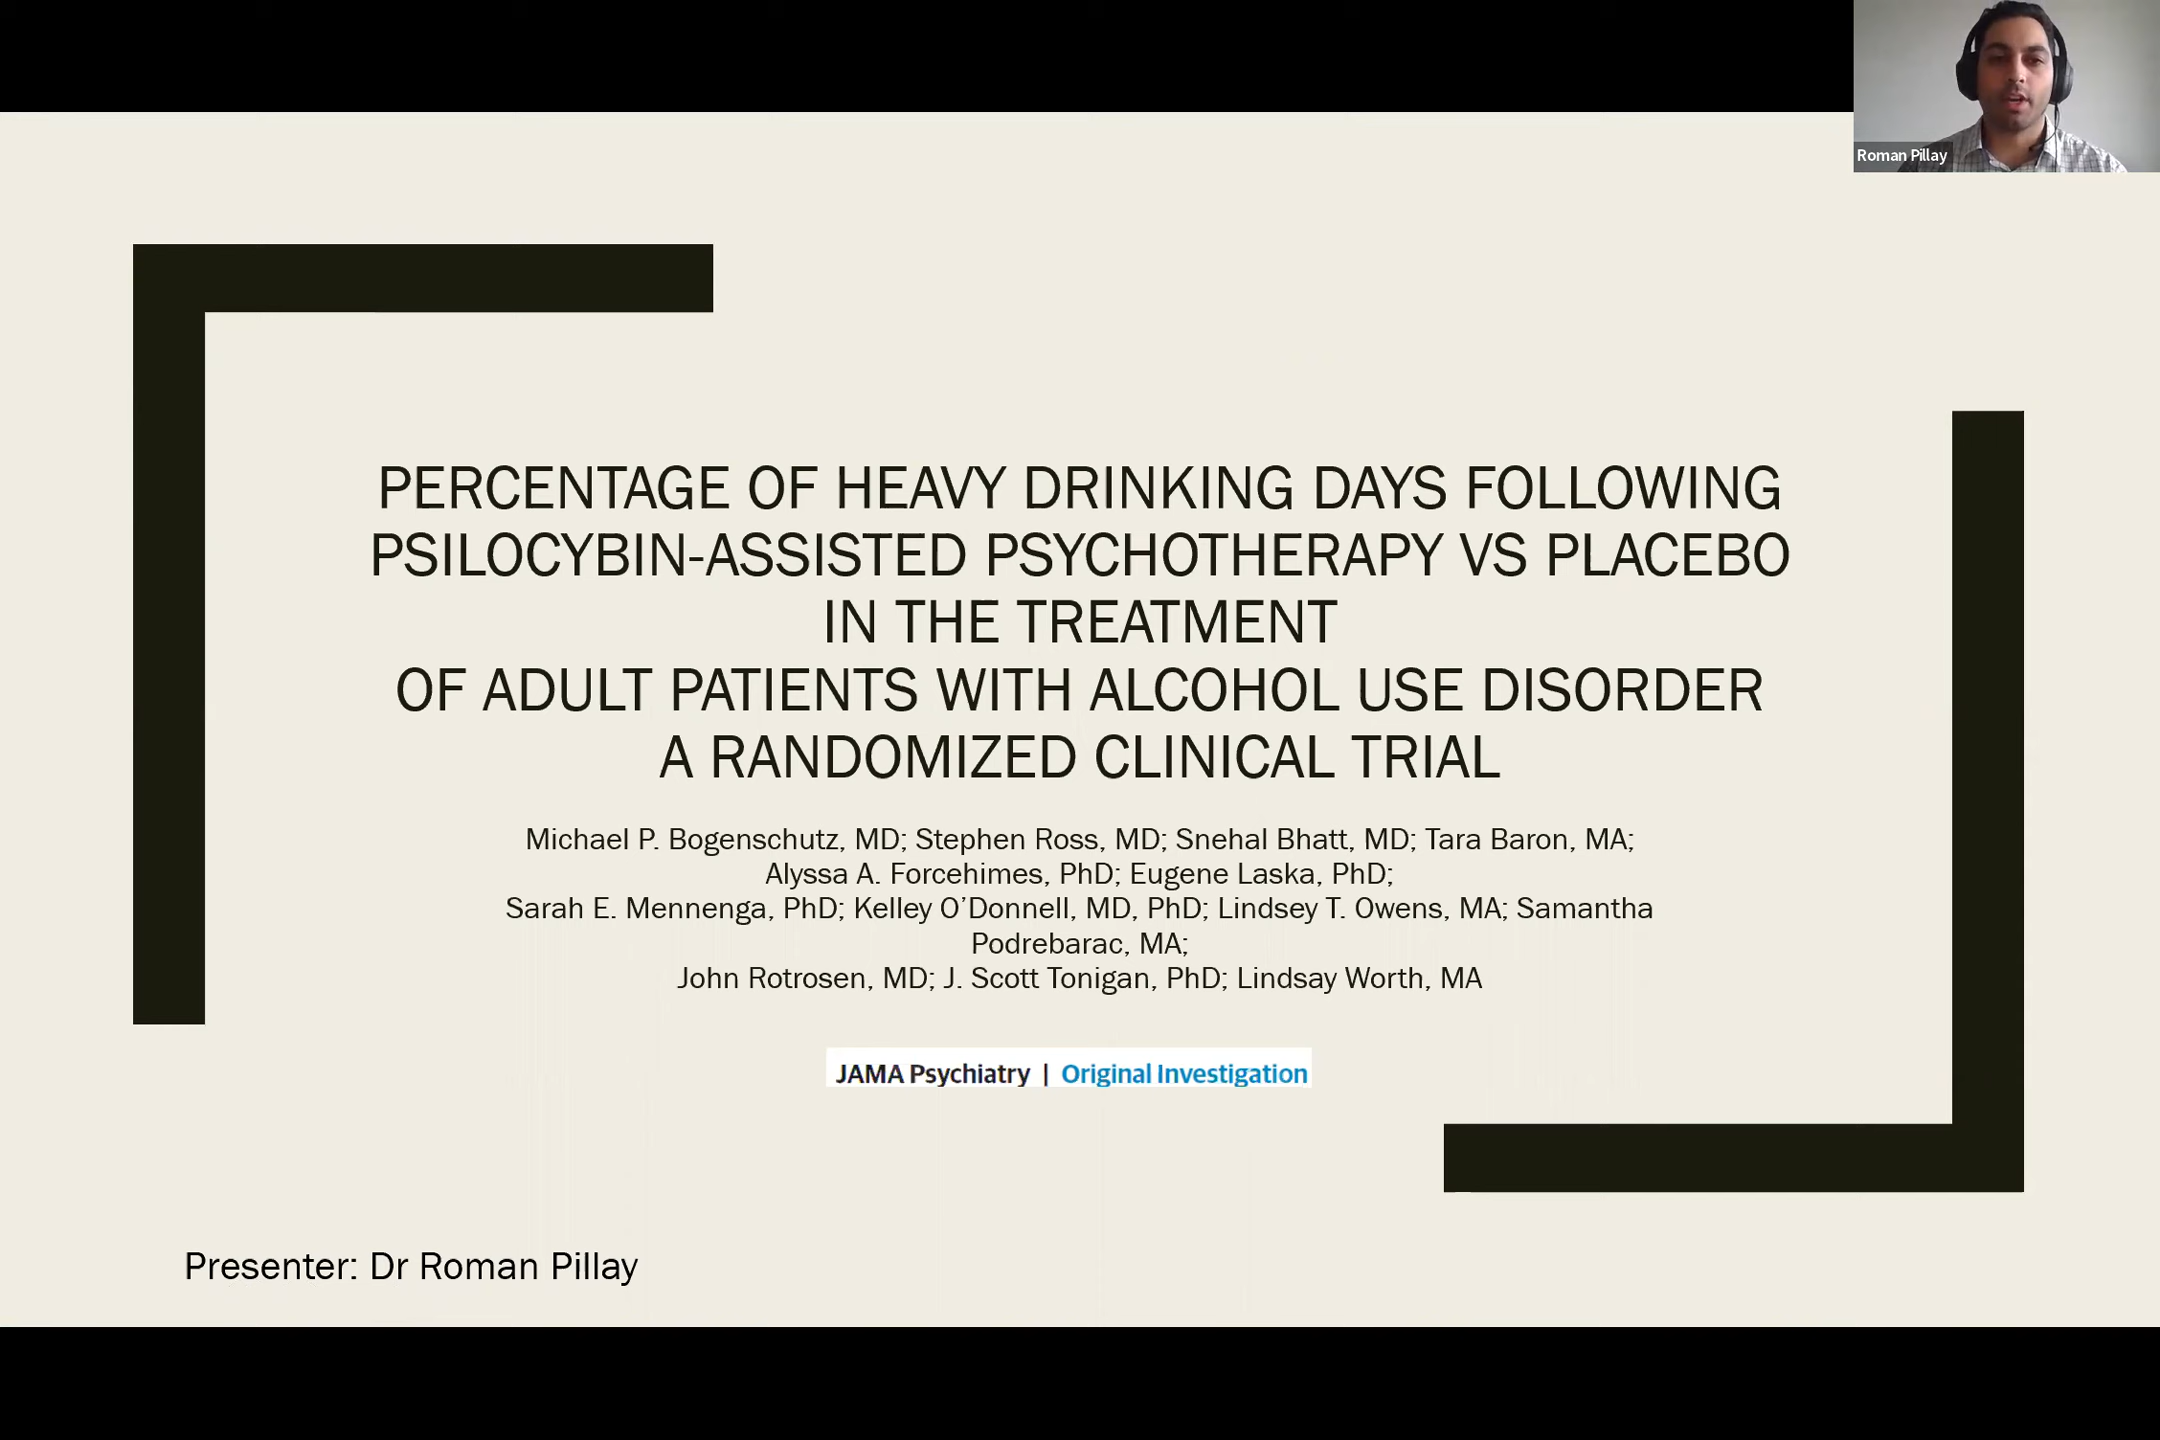 Roman Pillay
PERCENTAGE OF HEAVY DRINKING DAYS FOLLOWING
PSILOCYBIN-ASSISTED PSYCHOTHERAPY VS PLACEBO
IN THE TREATMENT
OF ADULT PATIENTS WITH ALCOHOL USE DISORDER
A RANDOMIZED CLINICAL TRIAL
Michael P. Bogenschutz, MD; Stephen Ross, MD; Snehal Bhatt, MD; Tara Baron, MA;
Alyssa A. Forcehimes, PhD; Eugene Laska, PhD;
Sarah E. Mennenga, PhD; Kelley O’Donnell, MD, PhD; Lindsey T. Owens, MA; Samantha
Podrebarac, MA;
John Rotrosen, MD; J. Scott Tonigan, PhD; Lindsay Worth, MA
JAMA Psychiatry | Original Investigation
Presenter: Dr Roman Pillay